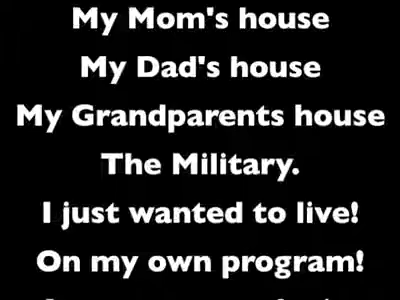 My Mom's house
My Dad's house
My Grandparents house
The Military.
I just wanted to live!
On my own program!